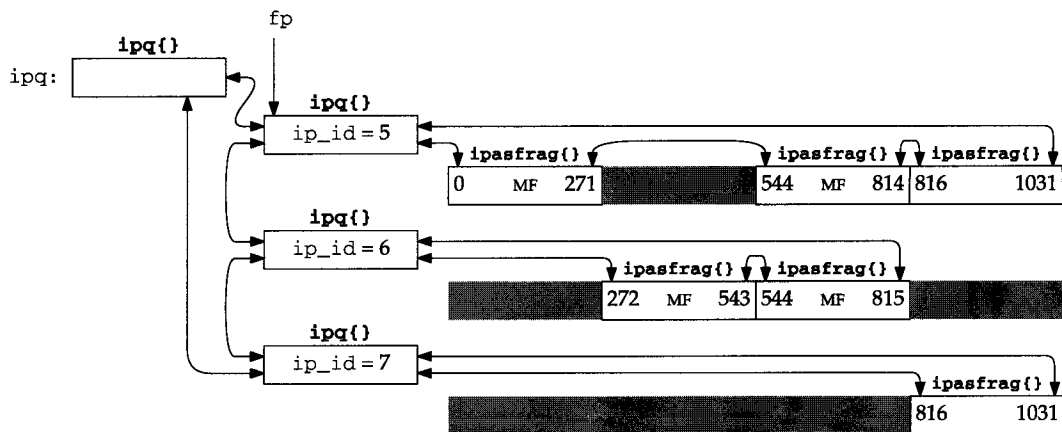 fp
ipq{}
ipq:
ipq{}
ip_id = 5
ipasfrag{} ipasfrag{} ipasfrag{}
0 MF 271 544 MF 814 816 1031
ipq{}
ip_id = 6
ipasfrag{} ipasfrag{}
272 MF 543 544 MF 815
ipq{}
ip_id = 7
ipasfrag{}
816 1031